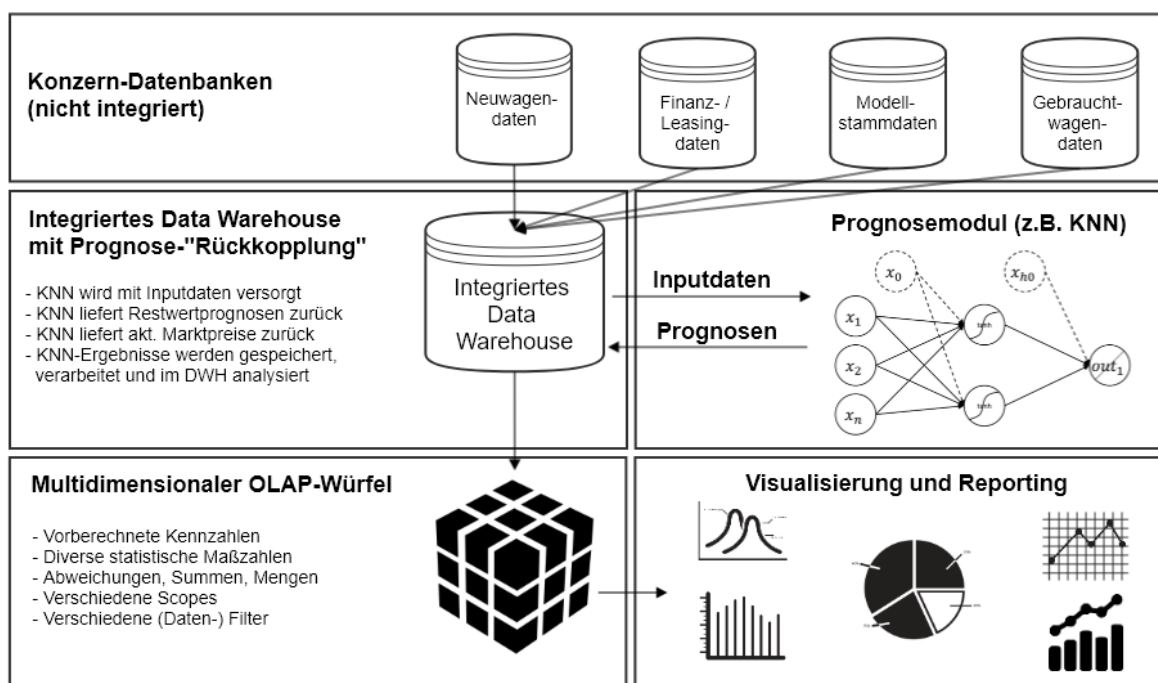 Konzern-Datenbanken
(nicht integriert)
Neuwagen-
daten
Finanz- /
Leasing-
daten
Modell-
stammdaten
Gebraucht-
wagen-
daten
Integriertes Data Warehouse
mit Prognose-"Rückkopplung"
- KNN wird mit Inputdaten versorgt
- KNN liefert Restwertprognosen zurück
- KNN liefert akt. Marktpreise zurück
- KNN-Ergebnisse werden gespeichert,
verarbeitet und im DWH analysiert
Integriertes
Data
Warehouse
Inputdaten
Prognosen
Prognosemodul (z.B. KNN)
x₀
xₕ₀
x₁
tanh
x₂
out₁
tanh
xₙ
Multidimensionaler OLAP-Würfel
- Vorberechnete Kennzahlen
- Diverse statistische Maßzahlen
- Abweichungen, Summen, Mengen
- Verschiedene Scopes
- Verschiedene (Daten-) Filter
Visualisierung und Reporting